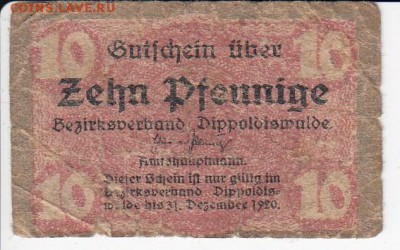 COINS.LAVE.RU
10 10
Gutschein über
Zehn Pfennige
Bezirksverband Dippoldiswalde.
Amtshauptmann.
Dieser Schein ist nur gültig im
Bezirksverband Dippoldis-
w lde bis 31. Dezember 1920.
10 10